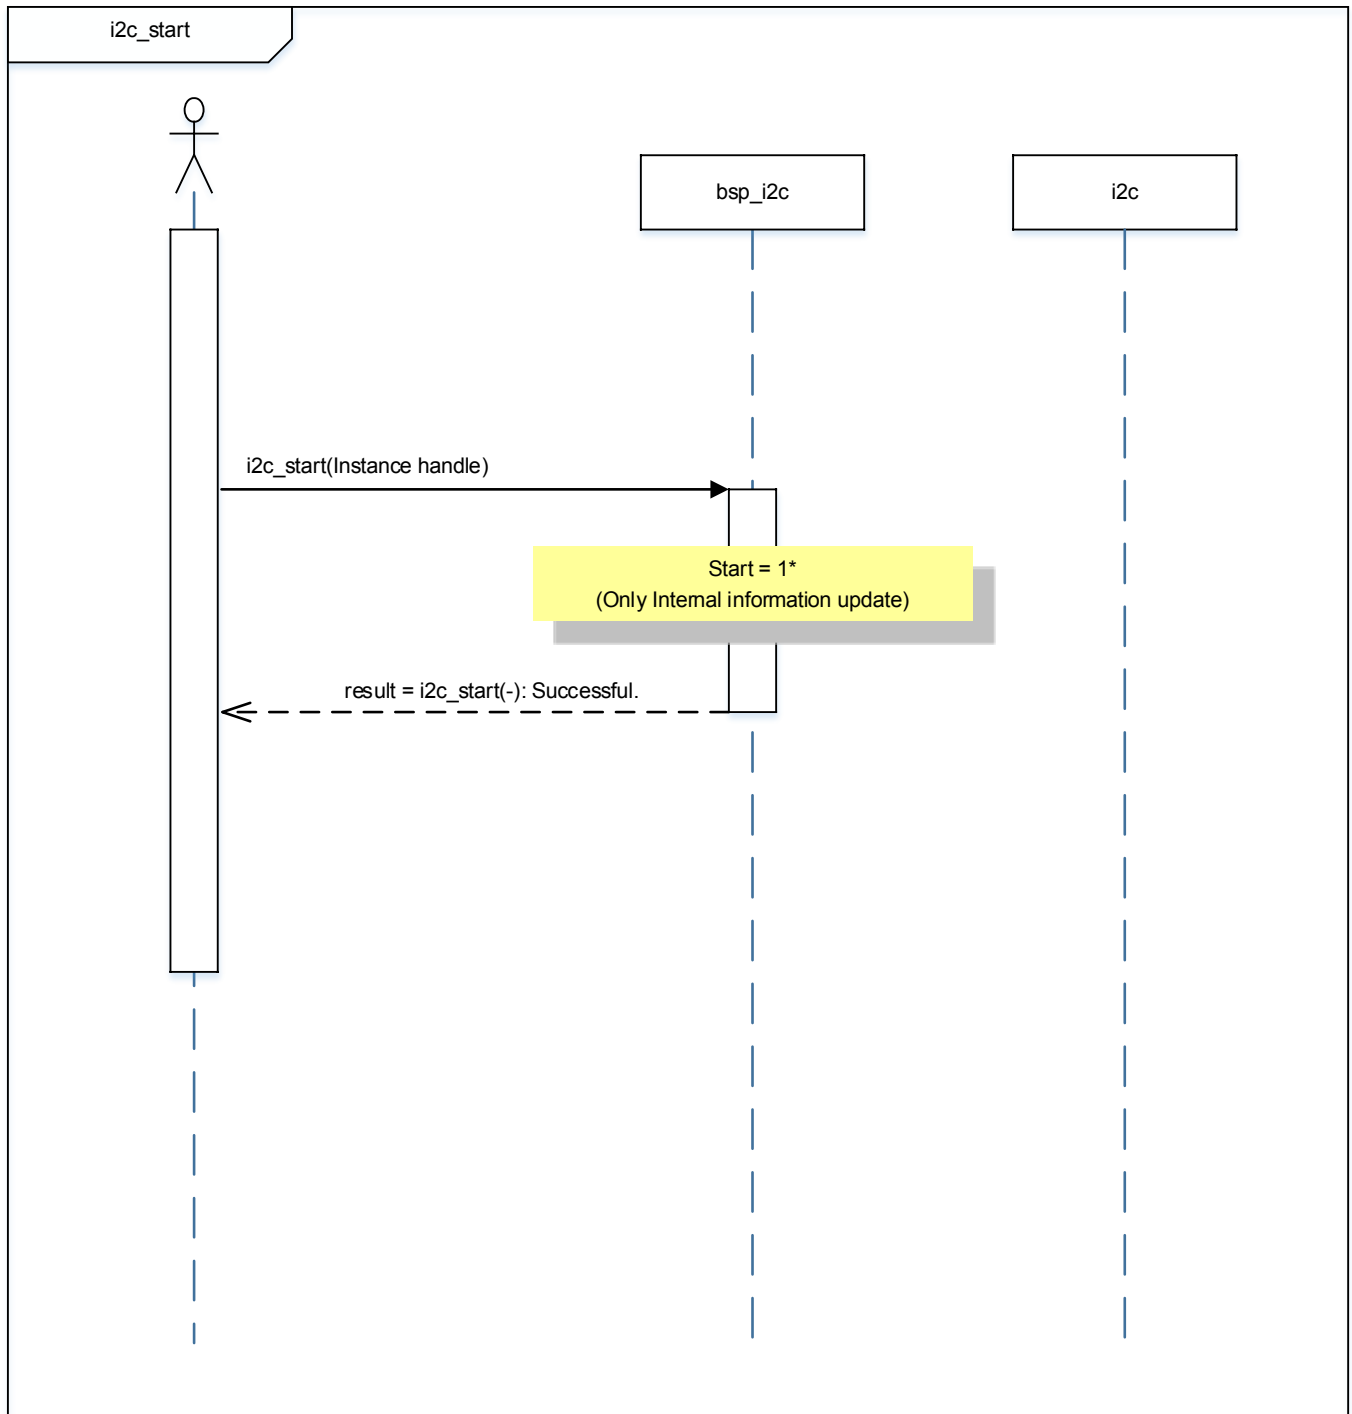 i2c_start
bsp_i2c
i2c
i2c_start(Instance handle)
Start = 1*
(Only Internal information update)
result = i2c_start(-): Successful.